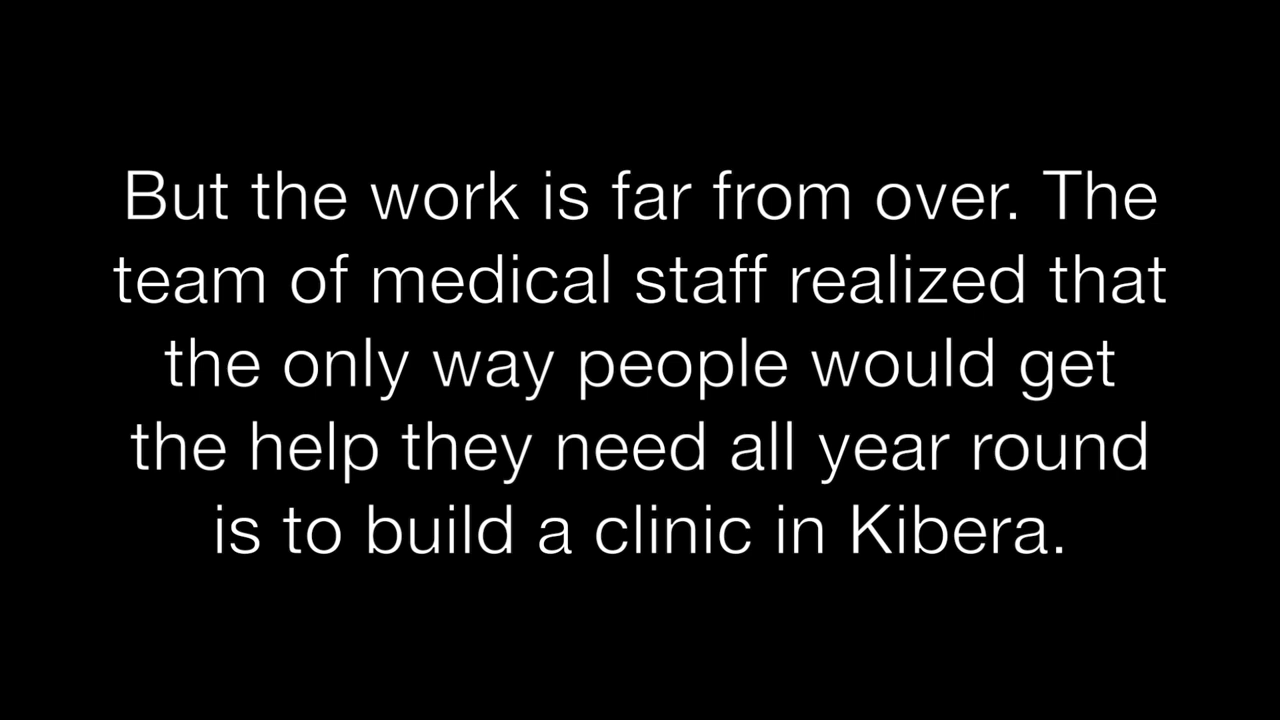 But the work is far from over. The
team of medical staff realized that
the only way people would get
the help they need all year round
is to build a clinic in Kibera.